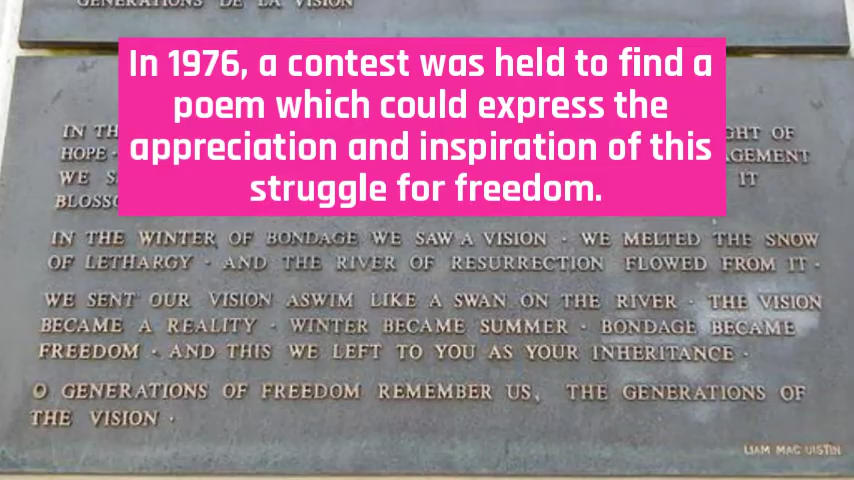 GENERATIONS DE LA VISION
In 1976, a contest was held to find a
poem which could express the
appreciation and inspiration of this
struggle for freedom.
IN TH GHT OF
HOPE · AGEMENT
WE S IT
BLOSSO
IN THE WINTER OF BONDAGE WE SAW A VISION · WE MELTED THE SNOW
OF LETHARGY · AND THE RIVER OF RESURRECTION FLOWED FROM IT ·
WE SENT OUR VISION ASWIM LIKE A SWAN ON THE RIVER · THE VISION
BECAME A REALITY · WINTER BECAME SUMMER · BONDAGE BECAME
FREEDOM · AND THIS WE LEFT TO YOU AS YOUR INHERITANCE ·
O GENERATIONS OF FREEDOM REMEMBER US, THE GENERATIONS OF
THE VISION ·
LIAM MAC UISTIN